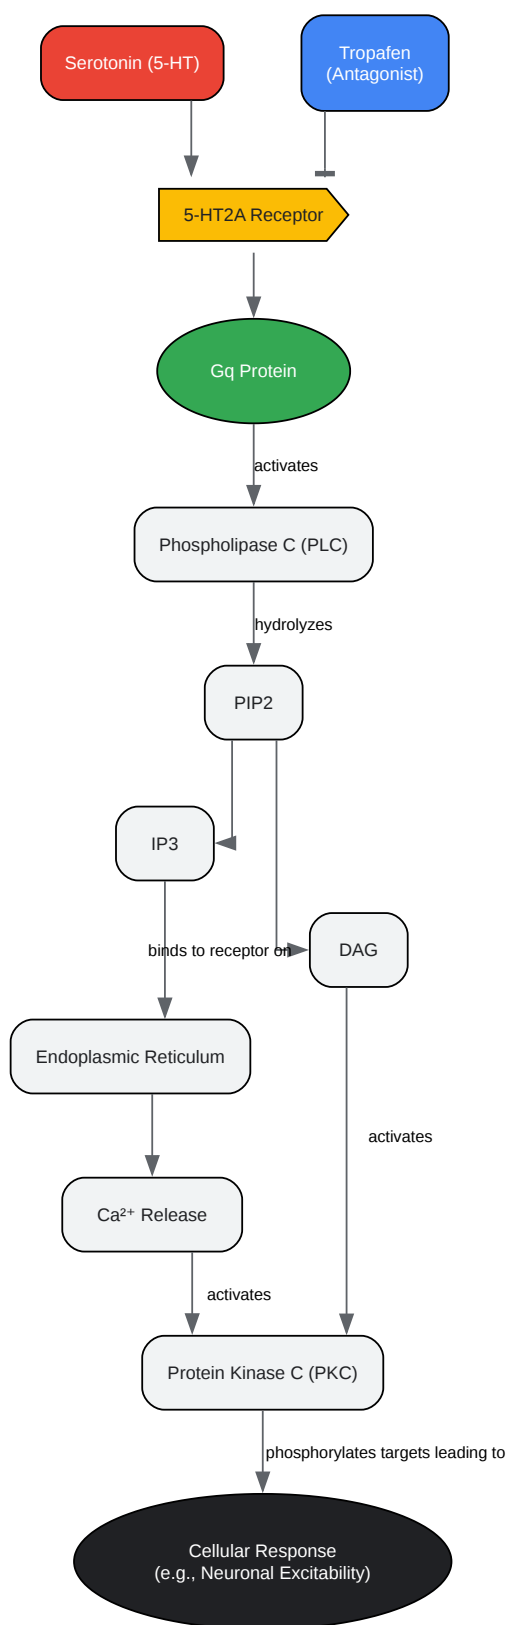 Serotonin (5-HT)
Tropafen
(Antagonist)
5-HT2A Receptor
Gq Protein
activates
Phospholipase C (PLC)
hydrolyzes
PIP2
IP3
binds to receptor on
DAG
Endoplasmic Reticulum
activates
Ca²⁺ Release
activates
Protein Kinase C (PKC)
phosphorylates targets leading to
Cellular Response
(e.g., Neuronal Excitability)